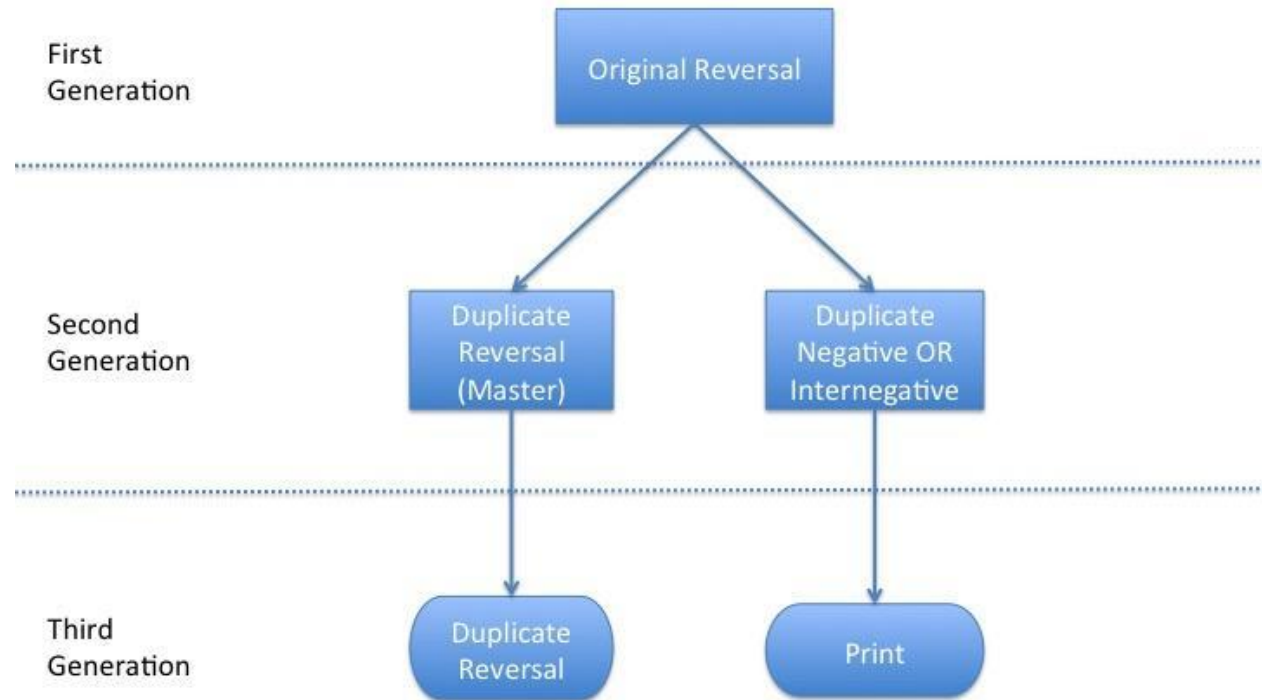 First
Generation
Original Reversal
Second
Generation
Duplicate
Reversal
(Master)
Duplicate
Negative OR
Internegative
Third
Generation
Duplicate
Reversal
Print